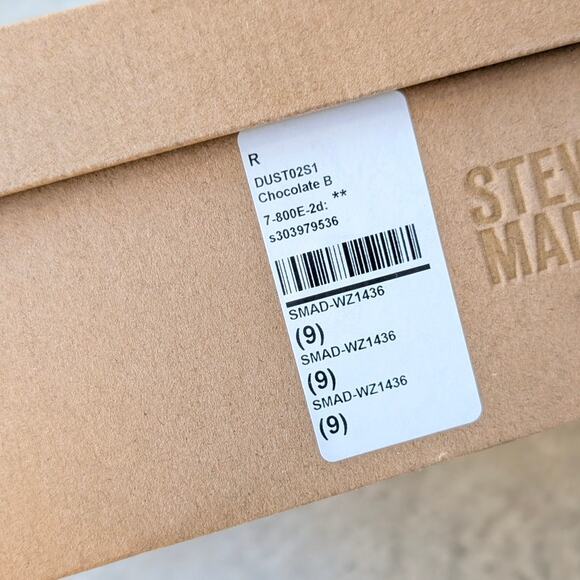 R
DUST02S1
Chocolate B
7-800E-2d: **
s303979536
SMAD-WZ1436
(9)
SMAD-WZ1436
(9)
SMAD-WZ1436
(9)
STEV
MAD